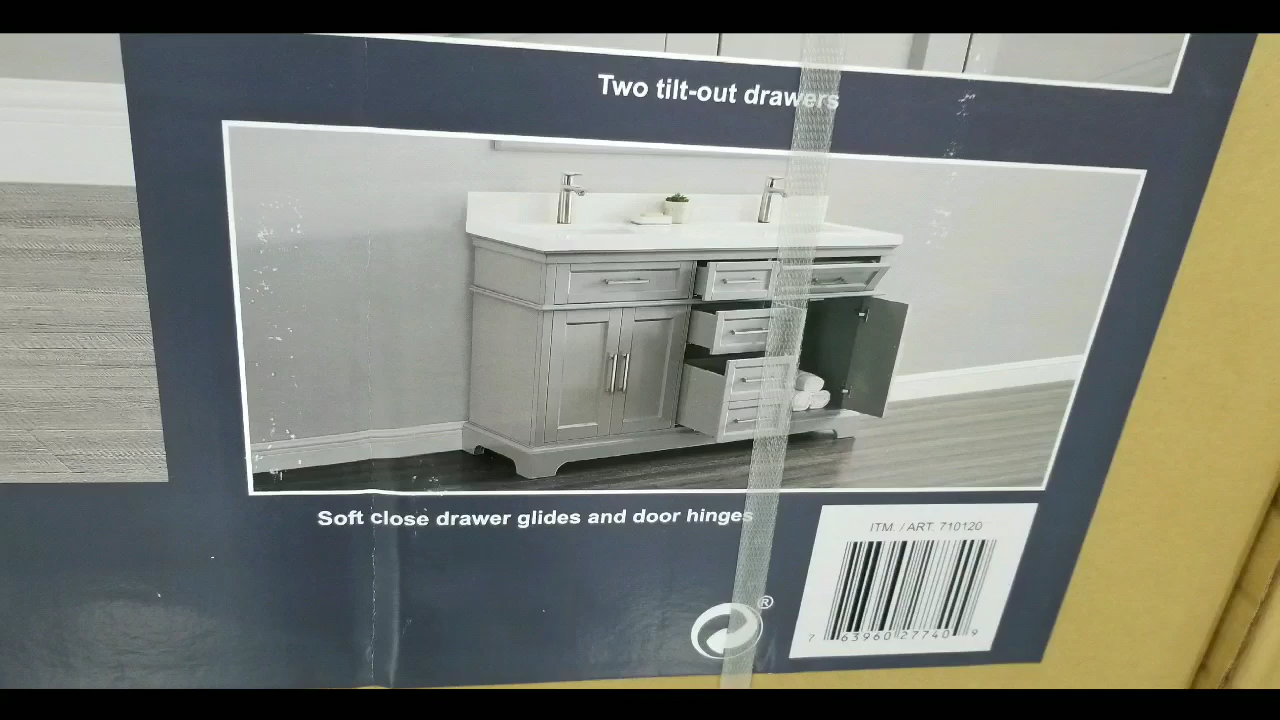 Two tilt-out drawers
Soft close drawer glides and door hinges
ITM. / ART. 710120
7 63960 27740 9
®